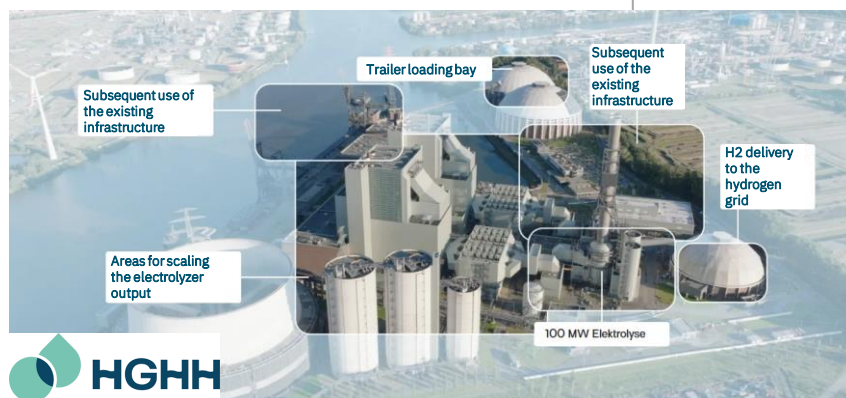 Subsequent use of
the existing
infrastructure
Trailer loading bay
Subsequent
use of the
existing
infrastructure
H2 delivery
to the
hydrogen
grid
Areas for scaling
the electrolyzer
output
100 MW Elektrolyse
HGHH